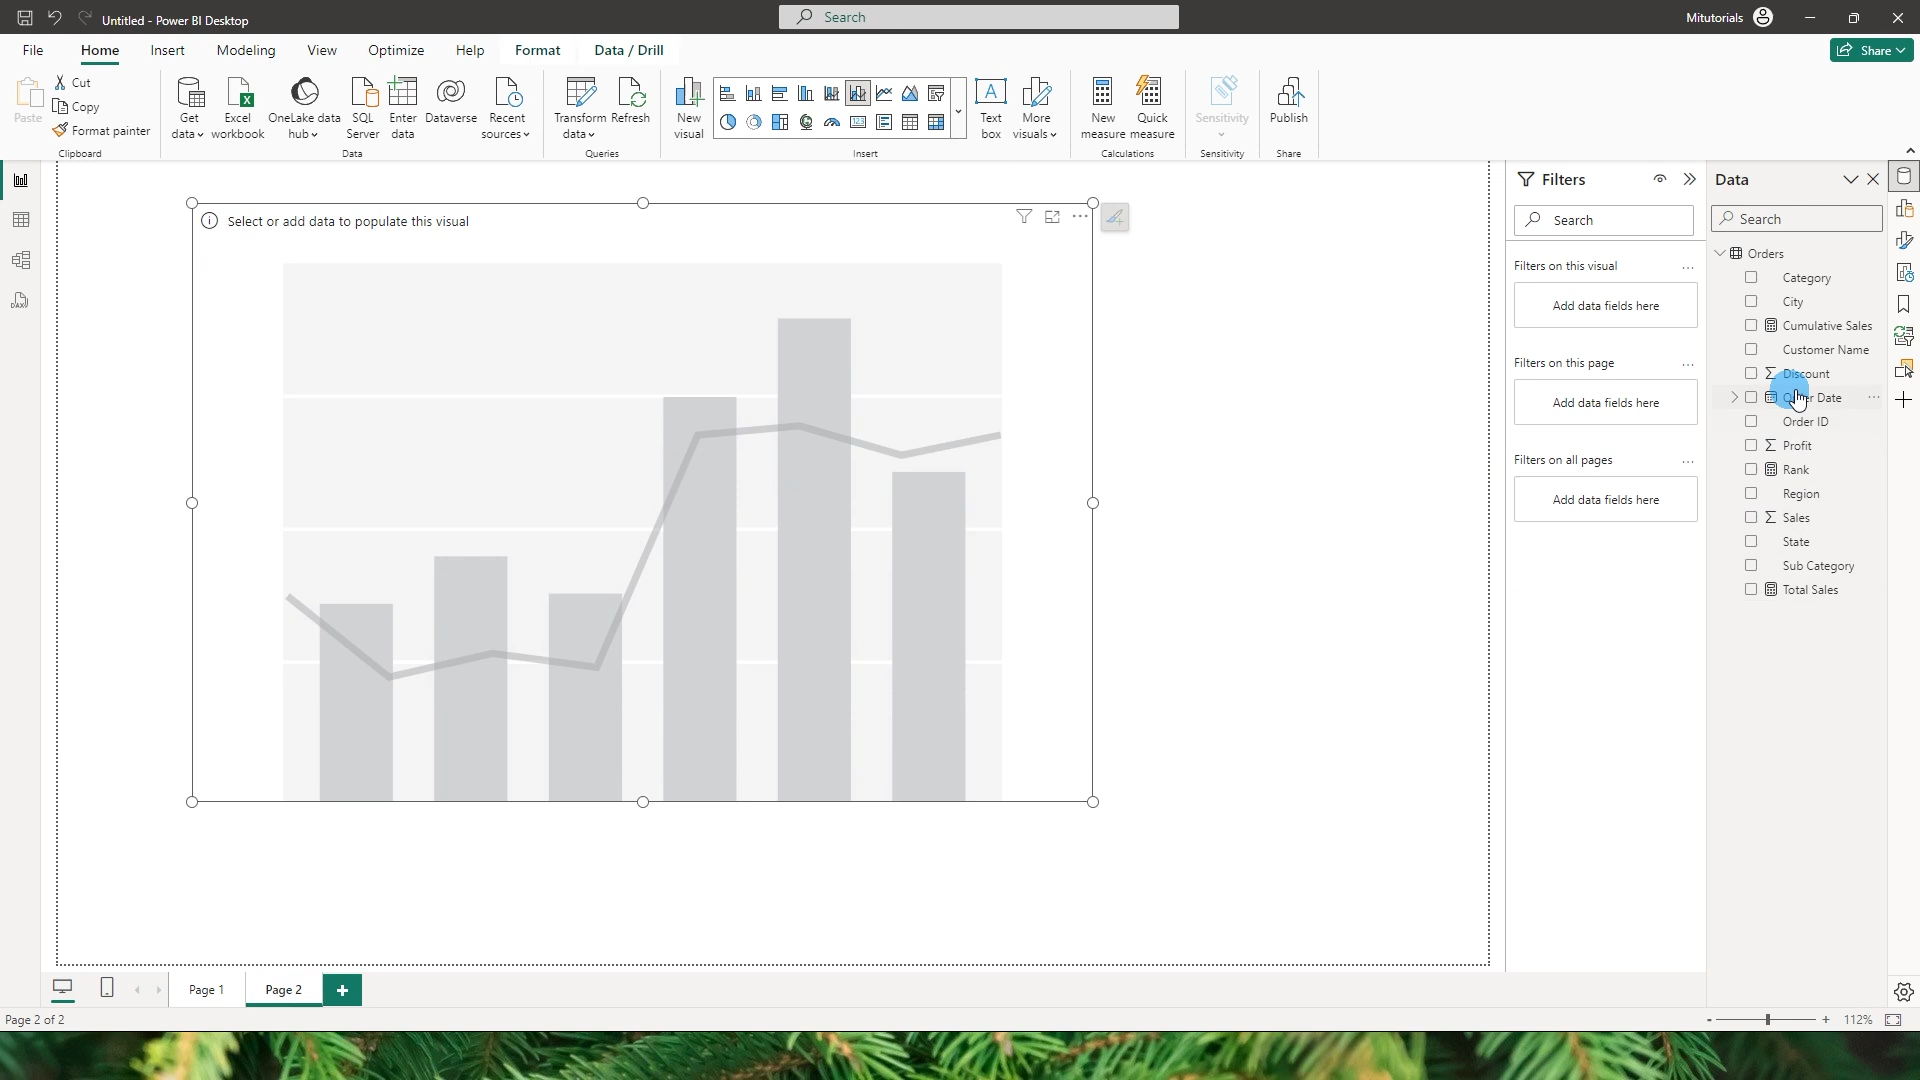 Untitled - Power BI Desktop
Search
Mitutorials
File Home Insert Modeling View Optimize Help Format Data / Drill
Share
Paste
Cut
Copy
Format painter
Clipboard
Get data
Excel workbook
OneLake data hub
SQL Server
Enter data
Dataverse
Recent sources
Data
Transform data
Refresh
Queries
New visual
Text box
More visuals
Insert
New measure
Quick measure
Calculations
Sensitivity
Sensitivity
Publish
Share
Select or add data to populate this visual
Filters
Search
Filters on this visual
Add data fields here
Filters on this page
Add data fields here
Filters on all pages
Add data fields here
Data
Search
Orders
Category
City
Cumulative Sales
Customer Name
Discount
Date
Order ID
Profit
Rank
Region
Sales
State
Sub Category
Total Sales
Page 1
Page 2
Page 2 of 2
- + 112%